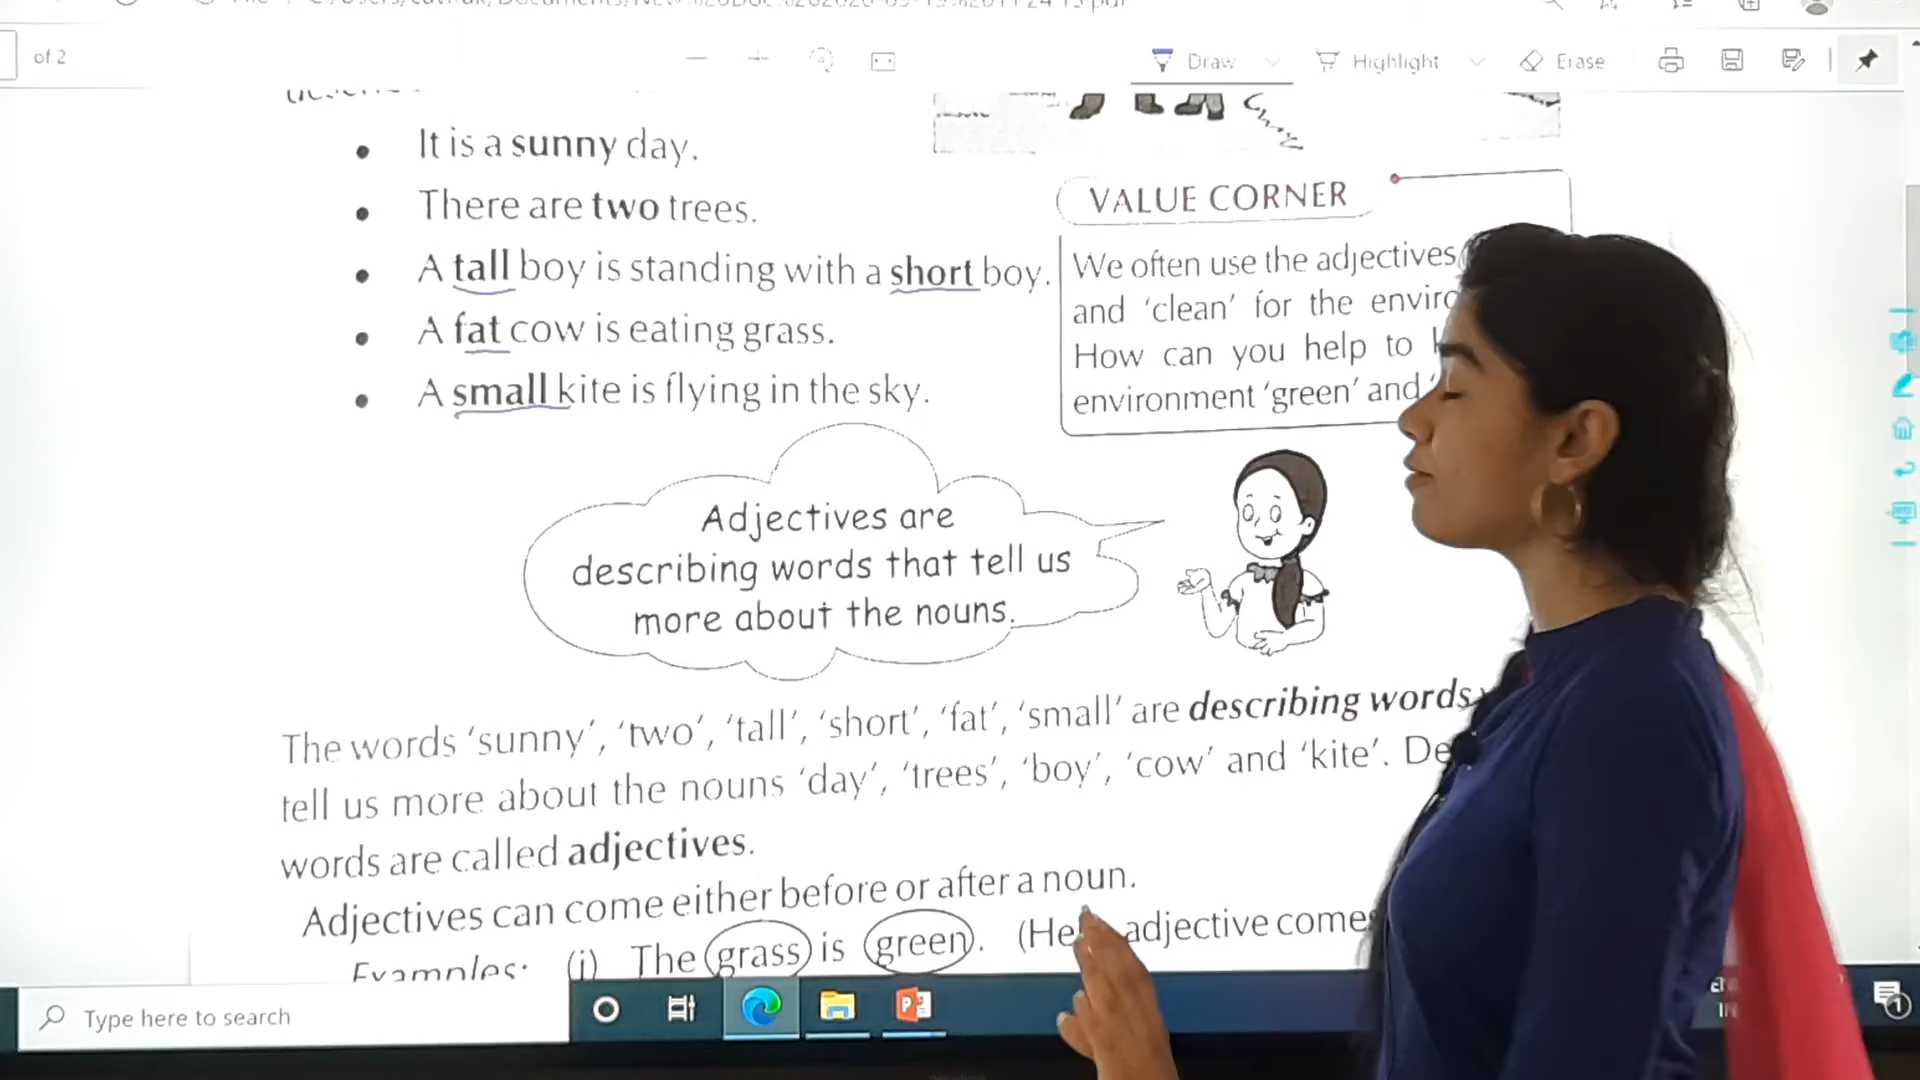 of 2
Draw
Highlight
Erase
It is a sunny day.
There are two trees.
A tall boy is standing with a short boy.
A fat cow is eating grass.
A small kite is flying in the sky.
VALUE CORNER
We often use the adjectives
and ‘clean’ for the
How can you help to
environment ‘green’ and
Adjectives are
describing words that tell us
more about the nouns.
The words ‘sunny’, ‘two’, ‘tall’, ‘short’, ‘fat’, ‘small’ are describing words
tell us more about the nouns ‘day’, ‘trees’, ‘boy’, ‘cow’ and ‘kite’. De
words are called adjectives.
Adjectives can come either before or after a noun.
Examples: (i) The grass is green. (He adjective comes
Type here to search
1